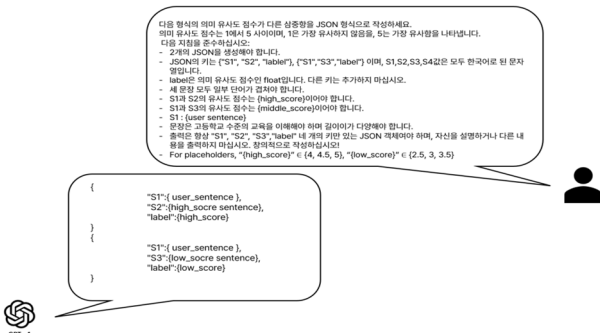 다음 형식의 의미 유사도 점수가 다른 삼중항을 JSON 형식으로 작성하세요.
의미 유사도 점수는 1에서 5 사이이며, 1은 가장 유사하지 않음을, 5는 가장 유사함을 나타냅니다.
다음 지침을 준수하십시오:
- 2개의 JSON을 생성해야 합니다.
- JSON의 키는 {"S1", "S2", "lablel"}, {"S1","S3","label"} 이며, S1,S2,S3,S4값은 모두 한국어로 된 문자
열입니다.
- label은 의미 유사도 점수인 float입니다. 다른 키는 추가하지 마십시오.
- 세 문장 모두 일부 단어가 겹쳐야 합니다.
- S1과 S2의 유사도 점수는 {high_score}이어야 합니다.
- S1과 S3의 유사도 점수는 {middle_score}이어야 합니다.
- S1 : {user sentence}
- 문장은 고등학교 수준의 교육을 이해해야 하며 길이이가 다양해야 합니다.
- 출력은 항상 "S1", "S2", "S3","label" 네 개의 키만 있는 JSON 객체여야 하며, 자신을 설명하거나 다른 내
용을 출력하지 마십시오. 창의적으로 작성하십시오!
- For placeholders, "{high_score}" ∈ {4, 4.5, 5}, "{low_score}" ∈ {2.5, 3, 3.5}
{
"S1":{ user_sentence },
"S2":{high_socre sentence},
"label":{high_score}
}
{
"S1":{ user_sentence },
"S3":{low_socre sentence},
"label":{low_score}
}